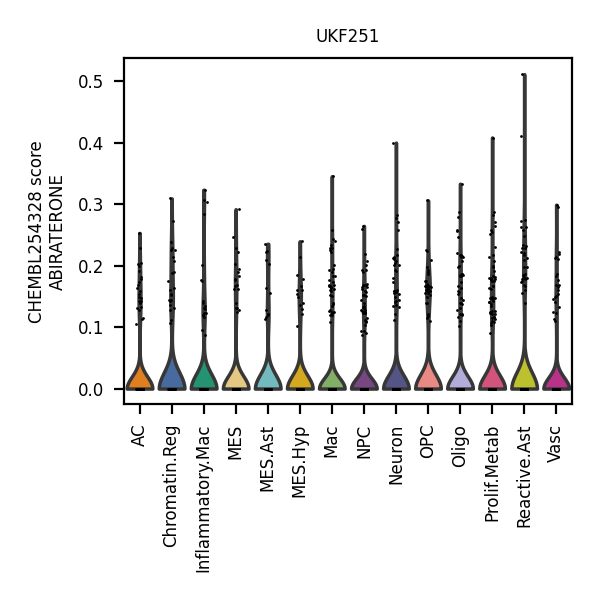 UKF251
CHEMBL254328 score
ABIRATERONE
0.5
0.4
0.3
0.2
0.1
0.0
AC
Chromatin.Reg
Inflammatory.Mac
MES
MES.Ast
MES.Hyp
Mac
NPC
Neuron
OPC
Oligo
Prolif.Metab
Reactive.Ast
Vasc